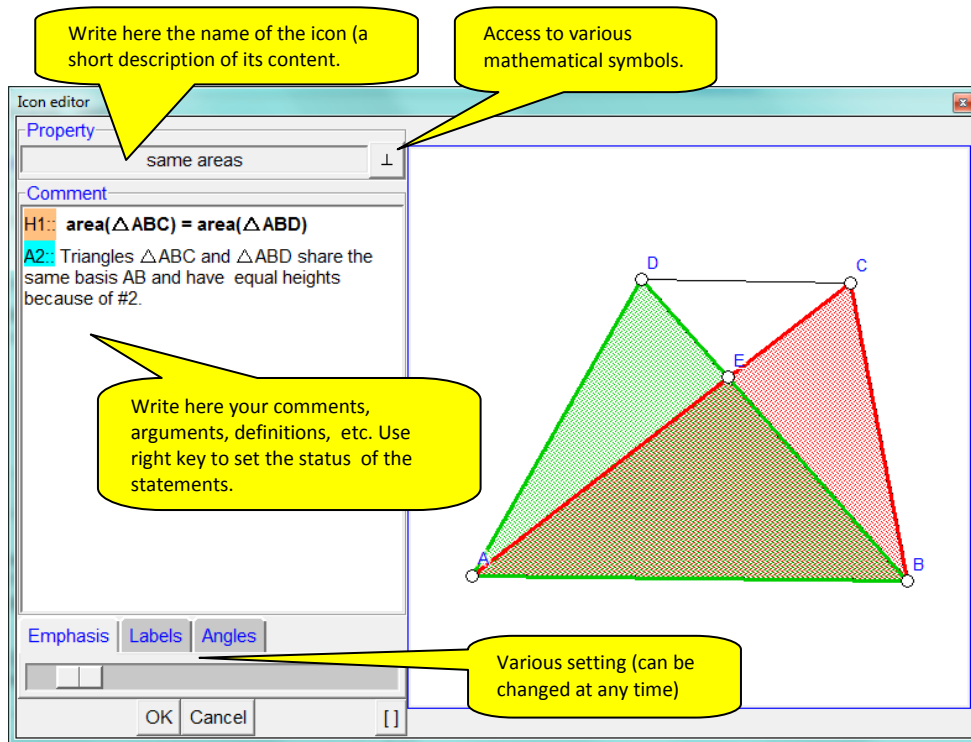 Write here the name of the icon (a
short description of its content.
Access to various
mathematical symbols.
Icon editor
x
Property
same areas
⊥
Comment
H1:: area(△ABC) = area(△ABD)
A2:: Triangles △ABC and △ABD share the
same basis AB and have equal heights
because of #2.
D
C
E
A
B
Write here your comments,
arguments, definitions, etc. Use
right key to set the status of the
statements.
Emphasis Labels Angles
Various setting (can be
changed at any time)
OK Cancel [ ]